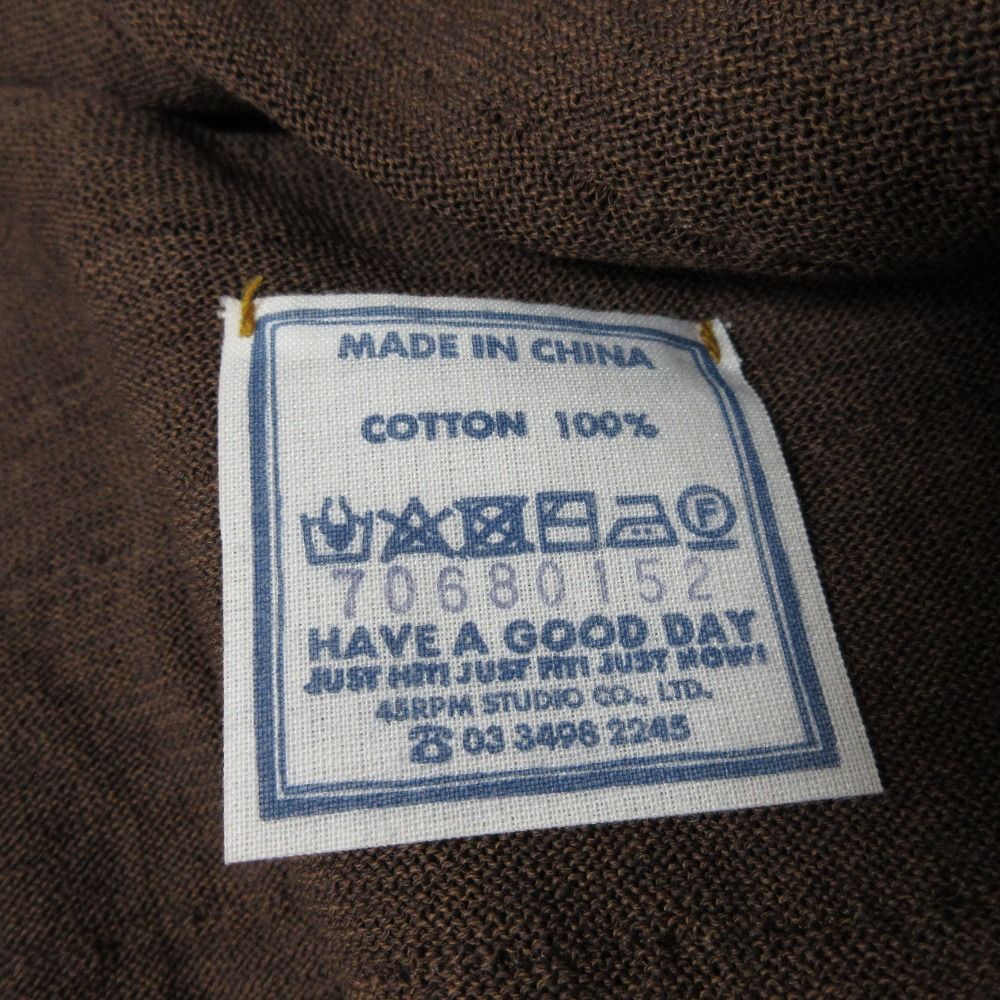 MADE IN CHINA
COTTON 100%
F
70680152
HAVE A GOOD DAY
JUST HIT! JUST FIT! JUST NOW!
45RPM STUDIO CO., LTD.
☎ 03 3498 2245